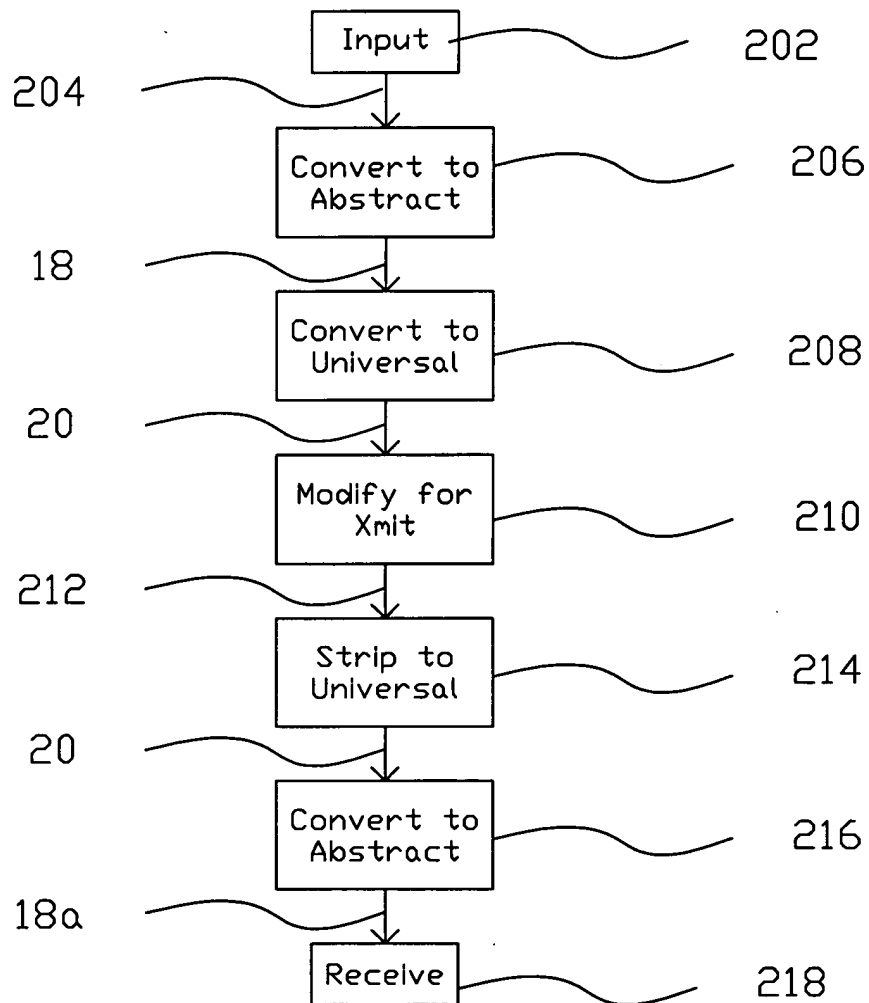 Input
202
204
Convert to
Abstract
206
18
Convert to
Universal
208
20
Modify for
Xmit
210
212
Strip to
Universal
214
20
Convert to
Abstract
216
18a
Receive
218